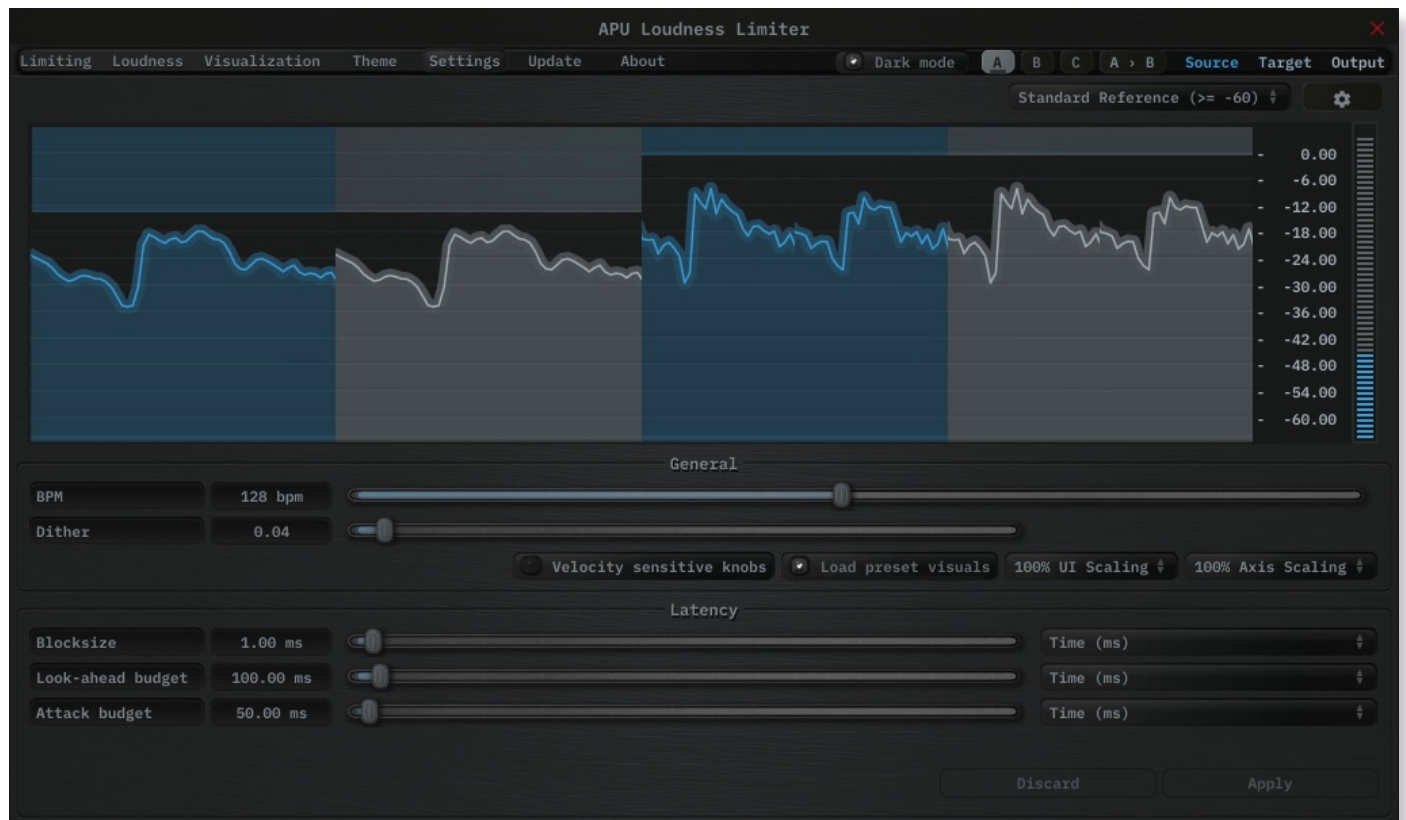 APU Loudness Limiter
Limiting Loudness Visualization Theme Settings Update About Dark mode A B C A › B Source Target Output
Standard Reference (>= -60)
- 0.00
- -6.00
- -12.00
- -18.00
- -24.00
- -30.00
- -36.00
- -42.00
- -48.00
- -54.00
- -60.00
General
BPM 128 bpm
Dither 0.04
Velocity sensitive knobs Load preset visuals 100% UI Scaling 100% Axis Scaling
Latency
Blocksize 1.00 ms Time (ms)
Look-ahead budget 100.00 ms Time (ms)
Attack budget 50.00 ms Time (ms)
Discard Apply